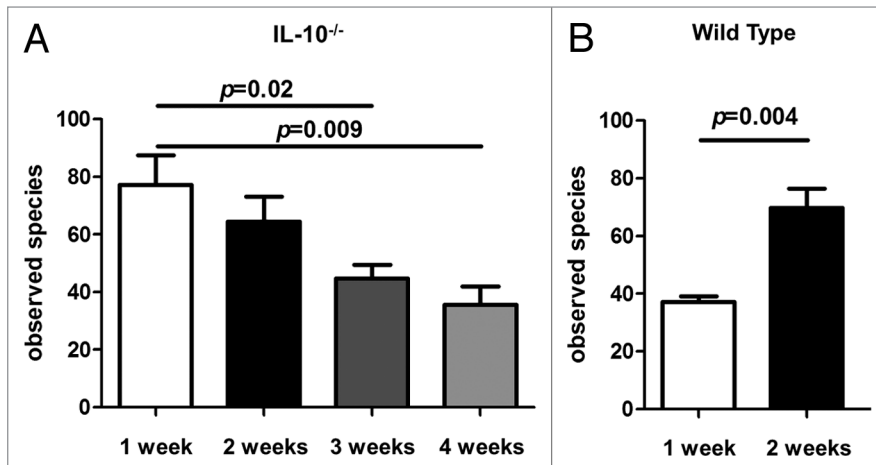 A
IL-10-/-
p=0.02
p=0.009
observed species
100
80
60
40
20
0
1 week 2 weeks 3 weeks 4 weeks
B
Wild Type
p=0.004
observed species
100
80
60
40
20
0
1 week 2 weeks